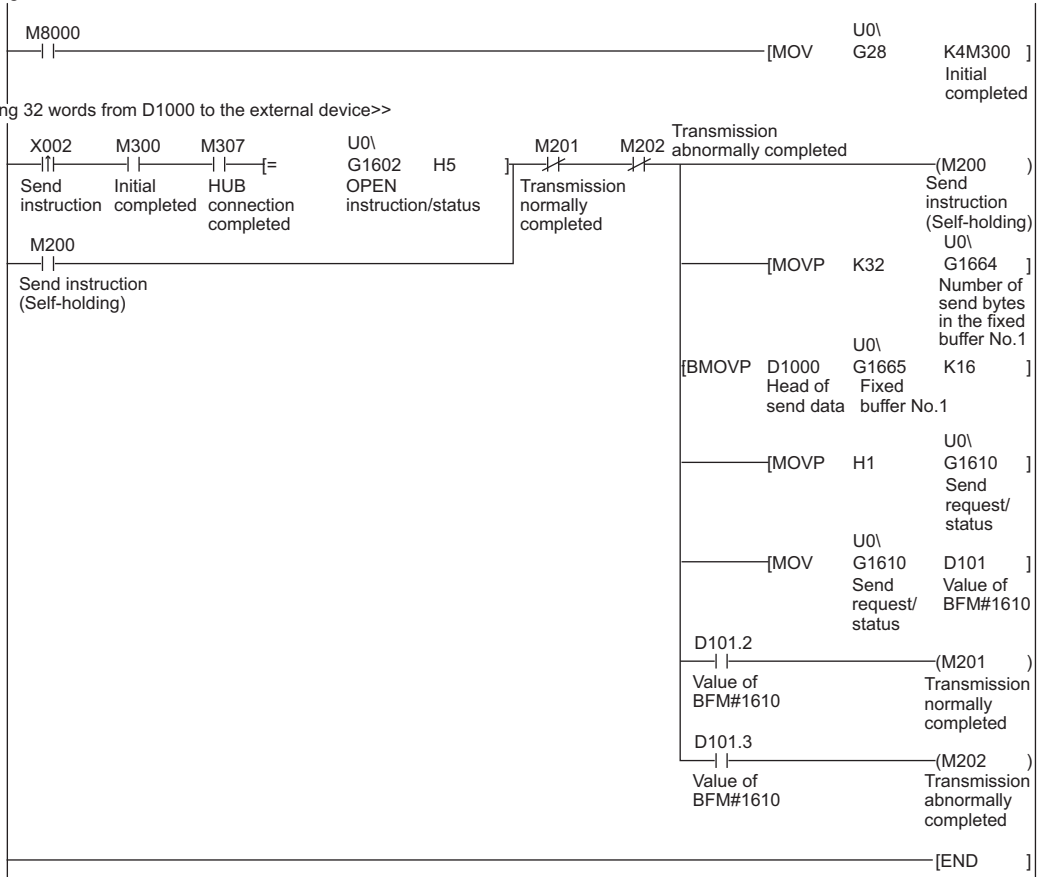 M8000
U0\
[MOV G28 K4M300 ]
Initial
completed
ng 32 words from D1000 to the external device>>
X002 M300 M307 [= U0\ G1602 H5 ] M201 M202
Send instruction
Initial completed
HUB connection completed
OPEN instruction/status
Transmission normally completed
Transmission abnormally completed
(M200 )
Send
instruction
(Self-holding)
M200
Send instruction
(Self-holding)
U0\
[MOVP K32 G1664 ]
Number of
send bytes
in the fixed
buffer No.1
U0\
[BMOVP D1000 G1665 K16 ]
Head of send data
Fixed buffer No.1
U0\
[MOVP H1 G1610 ]
Send
request/
status
U0\
[MOV G1610 D101 ]
Send request/ status
Value of BFM#1610
D101.2
(M201 )
Value of
BFM#1610
Transmission
normally
completed
D101.3
(M202 )
Value of
BFM#1610
Transmission
abnormally
completed
[END ]